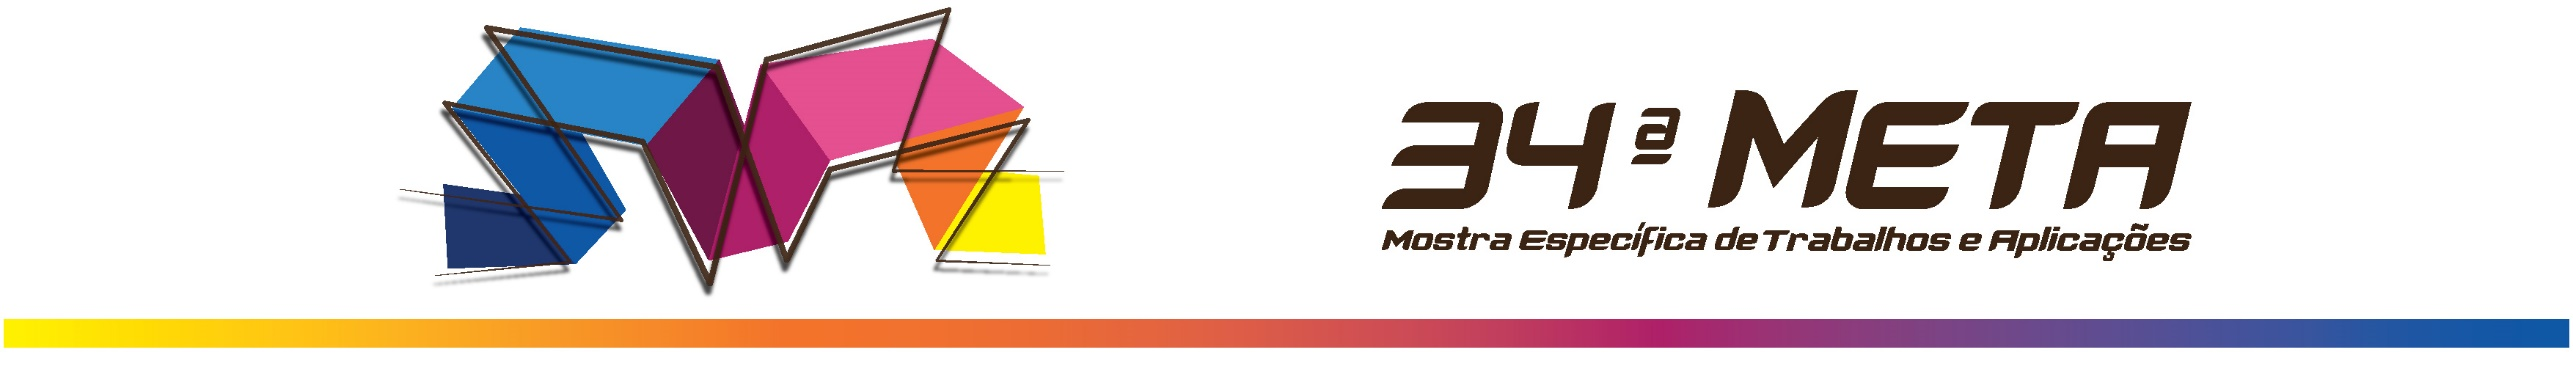 34ª META
Mostra Específica de Trabalhos e Aplicações